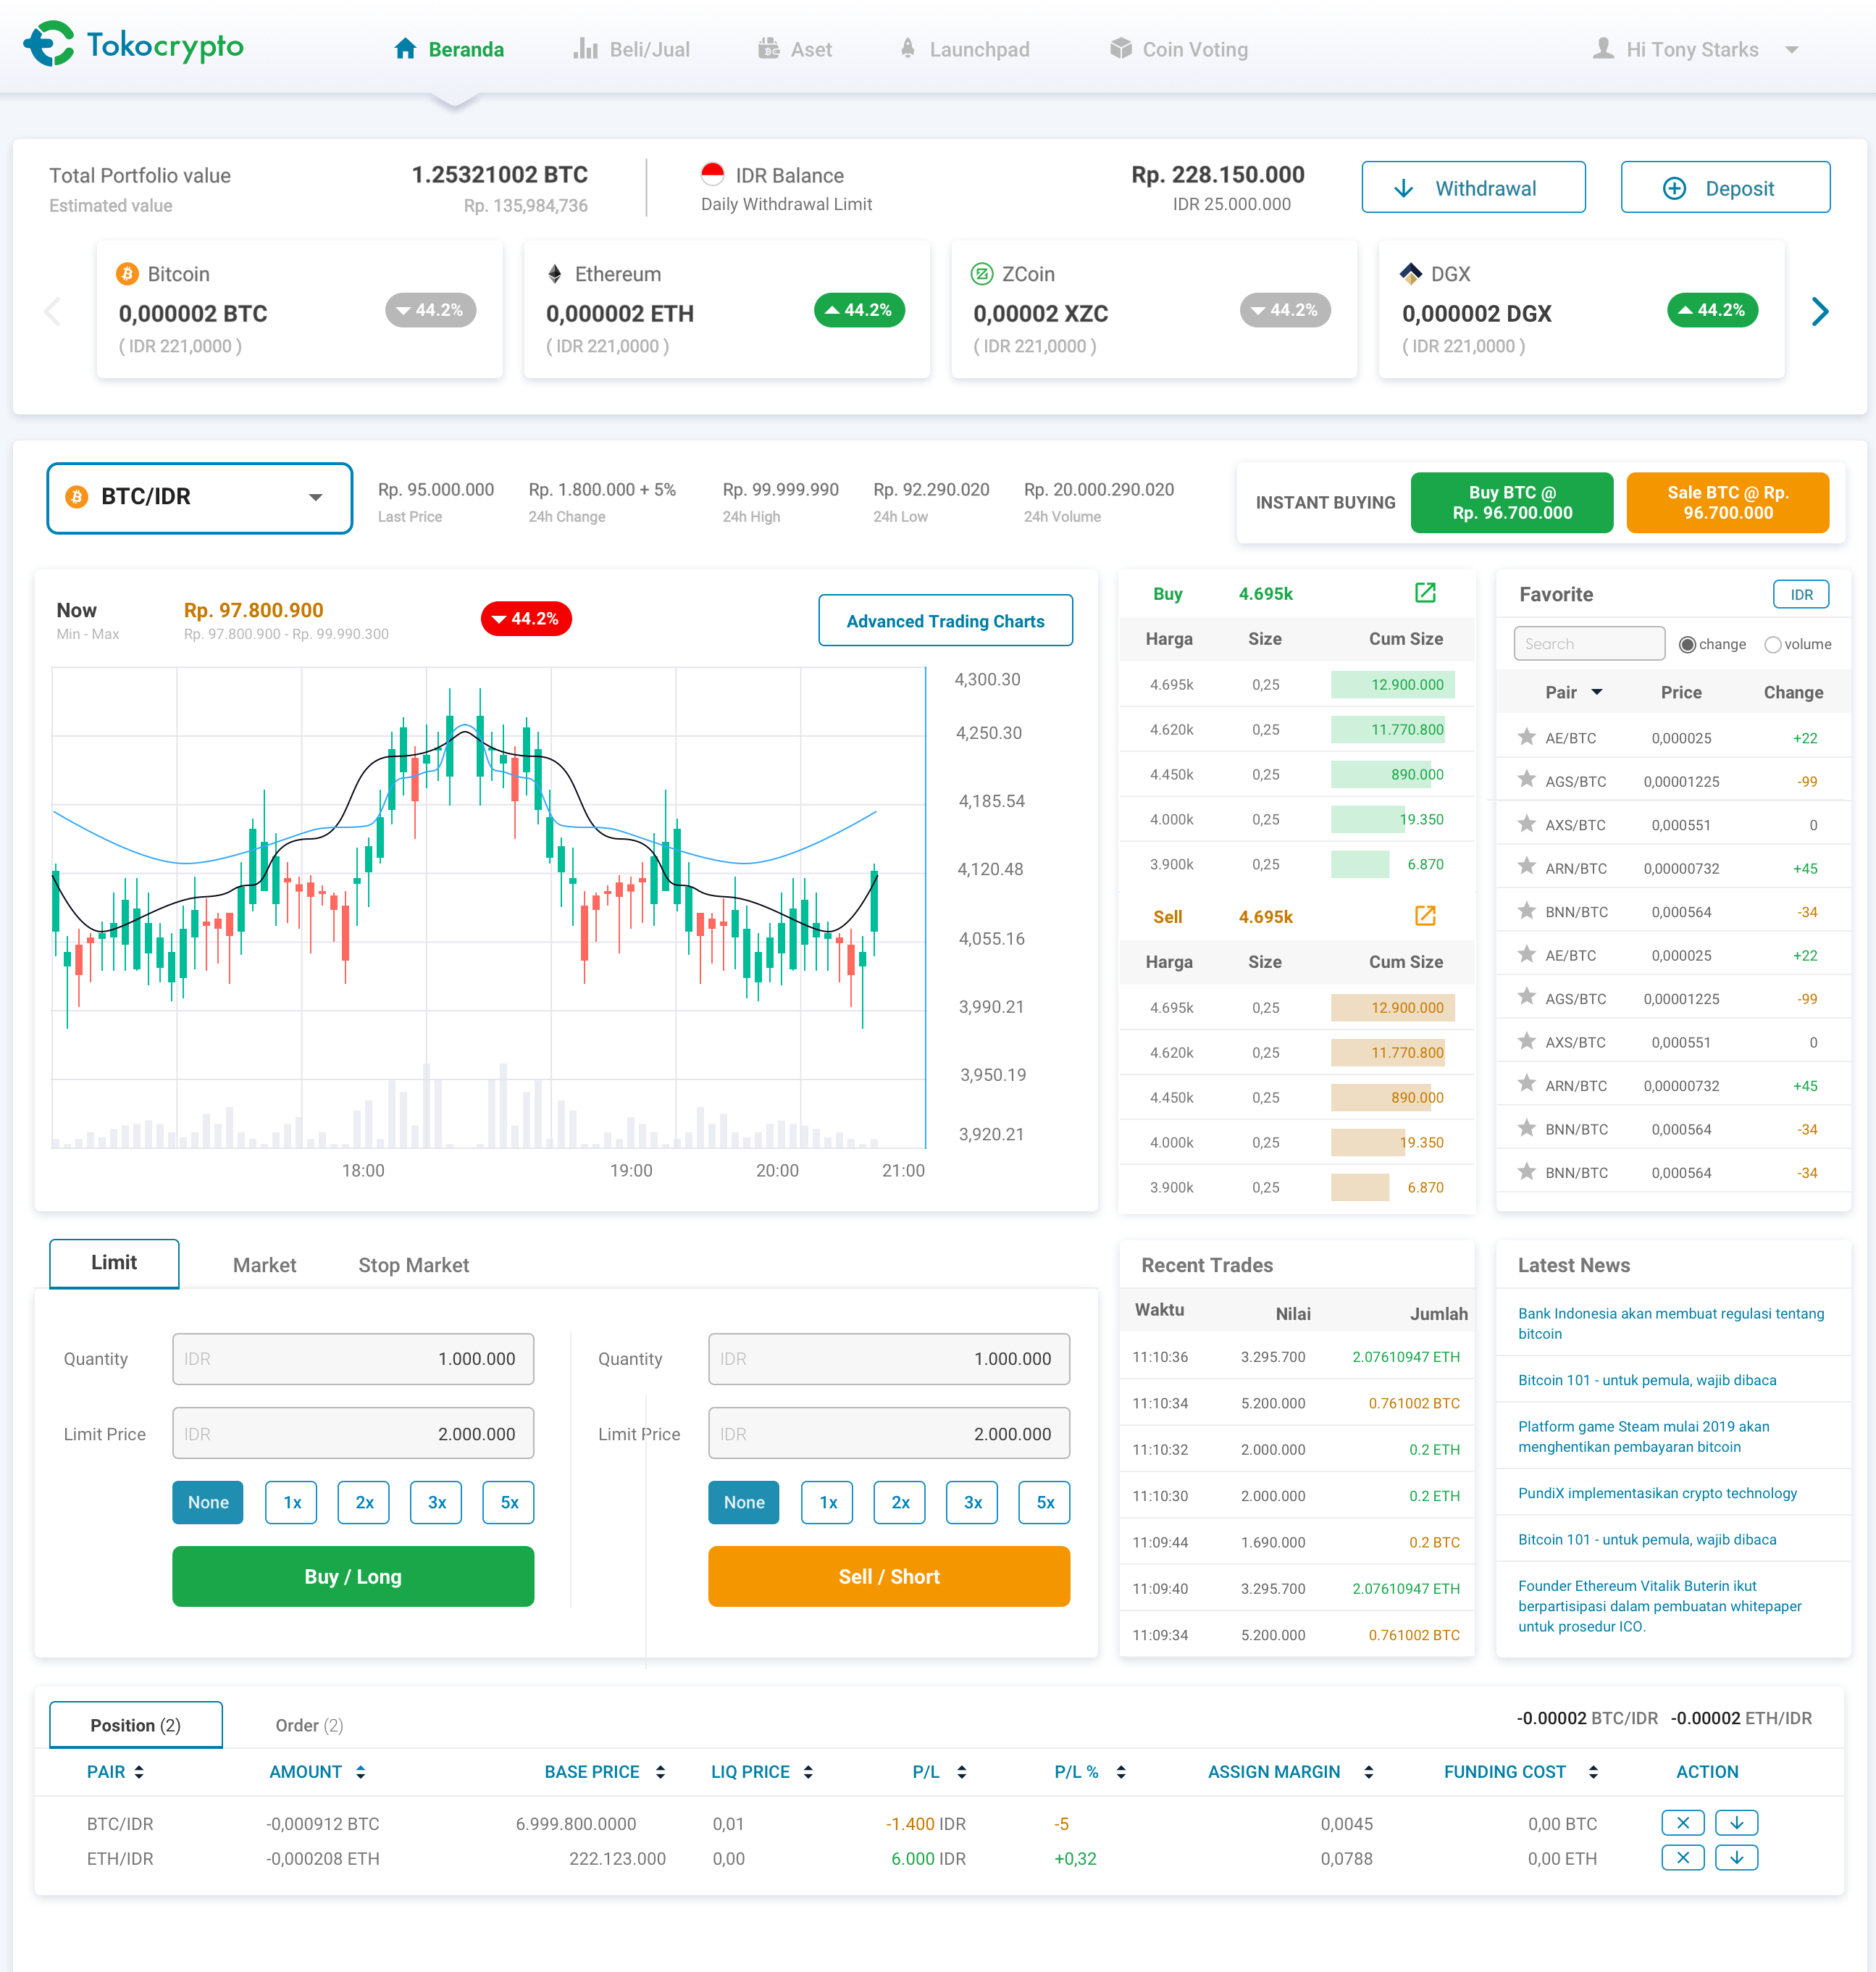 Tokocrypto
Beranda
Beli/Jual
Aset
Launchpad
Coin Voting
Hi Tony Starks
Total Portfolio value
1.25321002 BTC
Estimated value
Rp. 135,984,736
IDR Balance
Rp. 228.150.000
Daily Withdrawal Limit
IDR 25.000.000
Withdrawal
Deposit
Bitcoin
0,000002 BTC
44.2%
( IDR 221,0000 )
Ethereum
0,000002 ETH
44.2%
( IDR 221,0000 )
ZCoin
0,00002 XZC
44.2%
( IDR 221,0000 )
DGX
0,000002 DGX
44.2%
( IDR 221,0000 )
BTC/IDR
Rp. 95.000.000
Last Price
Rp. 1.800.000 + 5%
24h Change
Rp. 99.999.990
24h High
Rp. 92.290.020
24h Low
Rp. 20.000.290.020
24h Volume
INSTANT BUYING
Buy BTC @
Rp. 96.700.000
Sale BTC @ Rp.
96.700.000
Now
Rp. 97.800.900
Min - Max
Rp. 97.800.900 - Rp. 99.990.300
44.2%
Advanced Trading Charts
4,300.30
4,250.30
4,185.54
4,120.48
4,055.16
3,990.21
3,950.19
3,920.21
18:00 19:00 20:00 21:00
Buy 4.695k
Harga Size Cum Size
4.695k 0,25 12.900.000
4.620k 0,25 11.770.800
4.450k 0,25 890.000
4.000k 0,25 19.350
3.900k 0,25 6.870
Sell 4.695k
Harga Size Cum Size
4.695k 0,25 12.900.000
4.620k 0,25 11.770.800
4.450k 0,25 890.000
4.000k 0,25 19.350
3.900k 0,25 6.870
Favorite
IDR
Search
change
volume
Pair Price Change
AE/BTC 0,000025 +22
AGS/BTC 0,00001225 -99
AXS/BTC 0,000551 0
ARN/BTC 0,00000732 +45
BNN/BTC 0,000564 -34
AE/BTC 0,000025 +22
AGS/BTC 0,00001225 -99
AXS/BTC 0,000551 0
ARN/BTC 0,00000732 +45
BNN/BTC 0,000564 -34
BNN/BTC 0,000564 -34
Limit
Market
Stop Market
Quantity IDR 1.000.000
Limit Price IDR 2.000.000
None 1x 2x 3x 5x
Buy / Long
Quantity IDR 1.000.000
Limit Price IDR 2.000.000
None 1x 2x 3x 5x
Sell / Short
Recent Trades
Waktu Nilai Jumlah
11:10:36 3.295.700 2.07610947 ETH
11:10:34 5.200.000 0.761002 BTC
11:10:32 2.000.000 0.2 ETH
11:10:30 2.000.000 0.2 ETH
11:09:44 1.690.000 0.2 BTC
11:09:40 3.295.700 2.07610947 ETH
11:09:34 5.200.000 0.761002 BTC
Latest News
Bank Indonesia akan membuat regulasi tentang
bitcoin
Bitcoin 101 - untuk pemula, wajib dibaca
Platform game Steam mulai 2019 akan
menghentikan pembayaran bitcoin
PundiX implementasikan crypto technology
Bitcoin 101 - untuk pemula, wajib dibaca
Founder Ethereum Vitalik Buterin ikut
berpartisipasi dalam pembuatan whitepaper
untuk prosedur ICO.
Position (2)
Order (2)
-0.00002 BTC/IDR -0.00002 ETH/IDR
PAIR AMOUNT BASE PRICE LIQ PRICE P/L P/L % ASSIGN MARGIN FUNDING COST ACTION
BTC/IDR -0,000912 BTC 6.999.800.0000 0,01 -1.400 IDR -5 0,0045 0,00 BTC
ETH/IDR -0,000208 ETH 222.123.000 0,00 6.000 IDR +0,32 0,0788 0,00 ETH